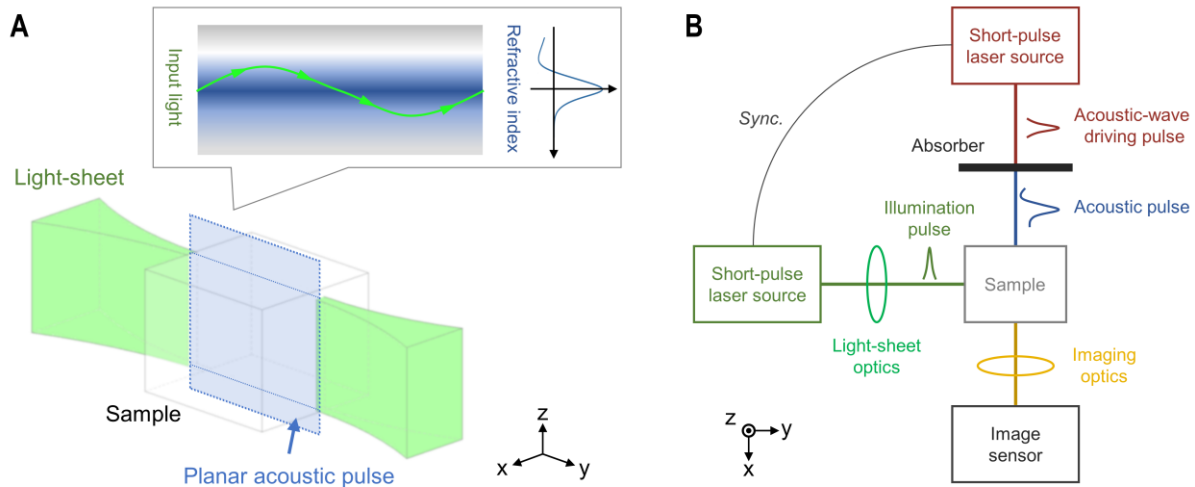 A
Input light
Refractive index
Light-sheet
Sample
Planar acoustic pulse
z
x
y
B
Short-pulse
laser source
Sync.
Acoustic-wave
driving pulse
Absorber
Acoustic pulse
Illumination
pulse
Short-pulse
laser source
Sample
Light-sheet
optics
Imaging
optics
z
y
x
Image
sensor